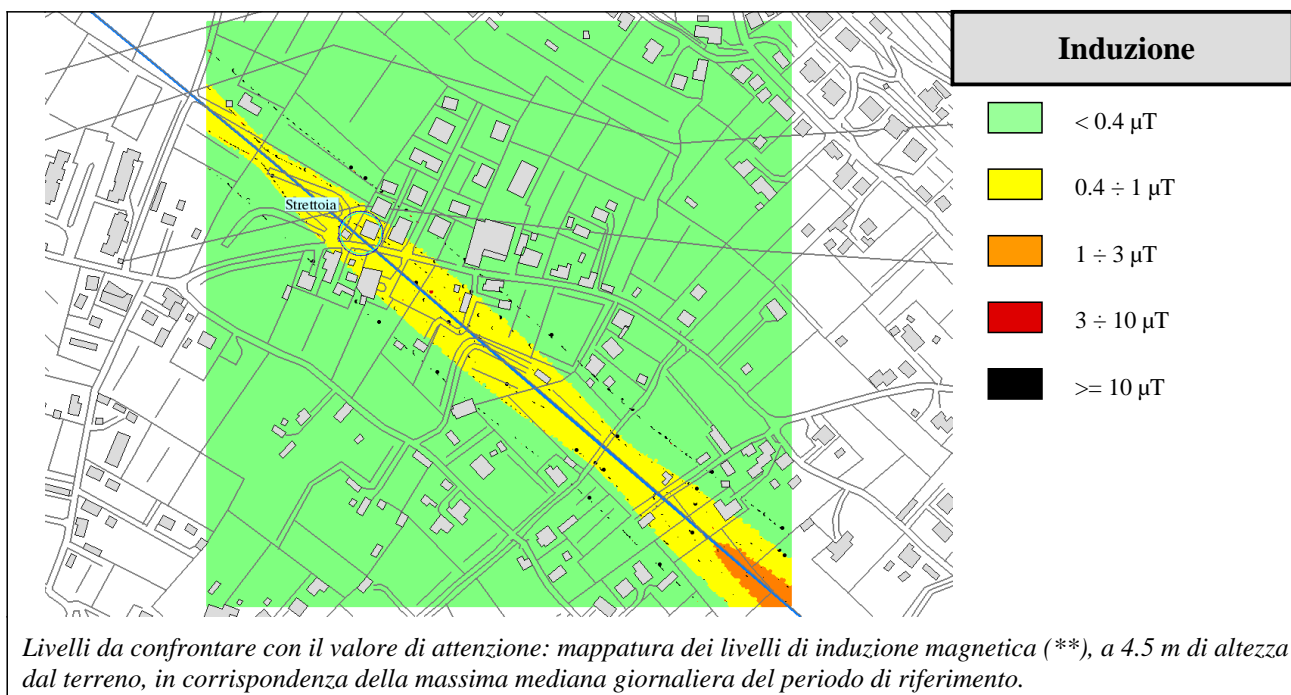 Induzione
< 0.4 µT
0.4 ÷ 1 µT
1 ÷ 3 µT
3 ÷ 10 µT
>= 10 µT
Strettoia
Livelli da confrontare con il valore di attenzione: mappatura dei livelli di induzione magnetica (**), a 4.5 m di altezza
dal terreno, in corrispondenza della massima mediana giornaliera del periodo di riferimento.